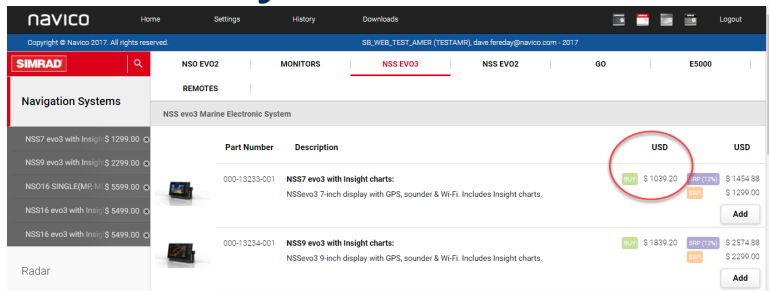 navico Home Settings History Downloads Logout
Copyright © Navico 2017. All rights reserved. SB_WEB_TEST_AMER (TESTAMR), dave.fereday@navico.com - 2017
SIMRAD NSO EVO2 MONITORS NSS EVO3 NSS EVO2 GO E5000
REMOTES
Navigation Systems
NSS evo3 Marine Electronic System
NSS7 evo3 with Insigh $ 1299.00
NSS9 evo3 with Insigh $ 2299.00
NSO16 SINGLE(MP, M $ 5599.00
NSS16 evo3 with Insig $ 5499.00
NSS16 evo3 with Insig $ 5499.00
Radar
Part Number Description USD USD
000-13233-001 NSS7 evo3 with Insight charts: BUY $ 1039.20 SRP (12%) $ 1454.88
NSSevo3 7-inch display with GPS, sounder & Wi-Fi. Includes Insight charts. SRP $ 1299.00
Add
000-13234-001 NSS9 evo3 with Insight charts: BUY $ 1839.20 SRP (12%) $ 2574.88
NSSevo3 9-inch display with GPS, sounder & Wi-Fi. Includes Insight charts. SRP $ 2299.00
Add